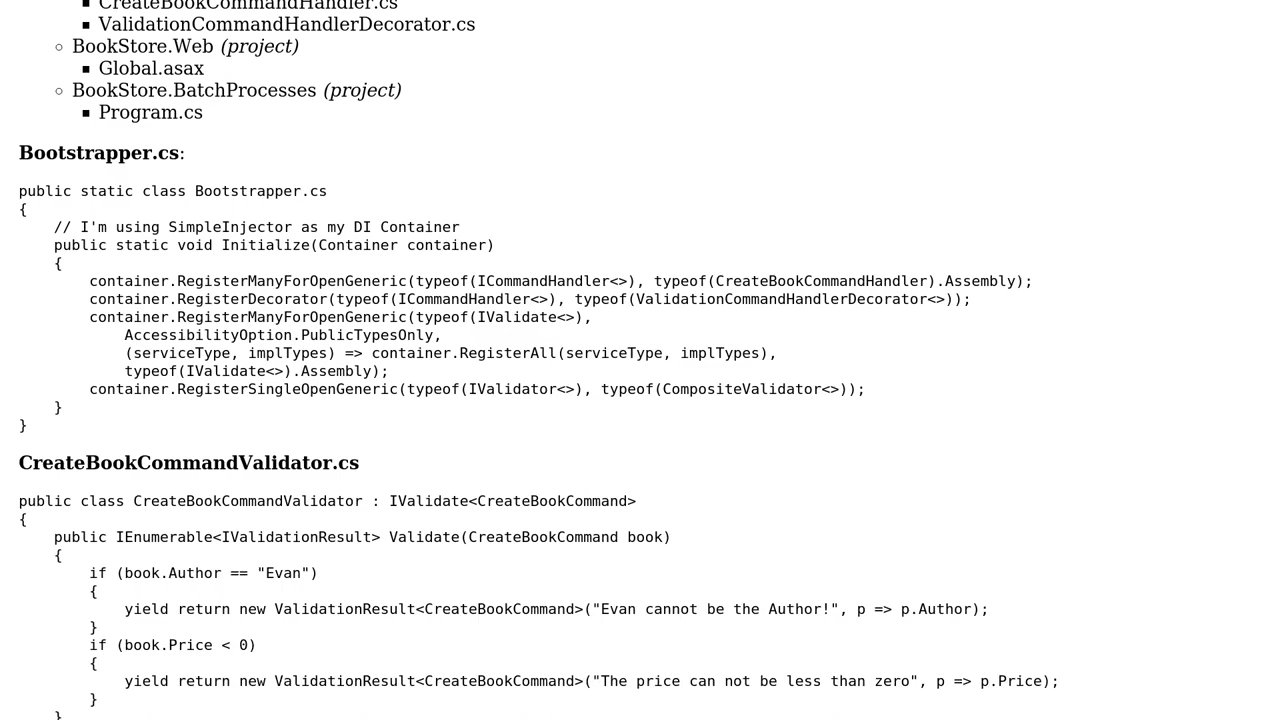 CreateBookCommandHandler.cs
ValidationCommandHandlerDecorator.cs
BookStore.Web (project)
Global.asax
BookStore.BatchProcesses (project)
Program.cs
Bootstrapper.cs:
public static class Bootstrapper.cs
{
    // I'm using SimpleInjector as my DI Container
    public static void Initialize(Container container)
    {
        container.RegisterManyForOpenGeneric(typeof(ICommandHandler<>), typeof(CreateBookCommandHandler).Assembly);
        container.RegisterDecorator(typeof(ICommandHandler<>), typeof(ValidationCommandHandlerDecorator<>));
        container.RegisterManyForOpenGeneric(typeof(IValidate<>),
            AccessibilityOption.PublicTypesOnly,
            (serviceType, implTypes) => container.RegisterAll(serviceType, implTypes),
            typeof(IValidate<>).Assembly);
        container.RegisterSingleOpenGeneric(typeof(IValidator<>), typeof(CompositeValidator<>));
    }
}
CreateBookCommandValidator.cs
public class CreateBookCommandValidator : IValidate<CreateBookCommand>
{
    public IEnumerable<IValidationResult> Validate(CreateBookCommand book)
    {
        if (book.Author == "Evan")
        {
            yield return new ValidationResult<CreateBookCommand>("Evan cannot be the Author!", p => p.Author);
        }
        if (book.Price < 0)
        {
            yield return new ValidationResult<CreateBookCommand>("The price can not be less than zero", p => p.Price);
        }
    }